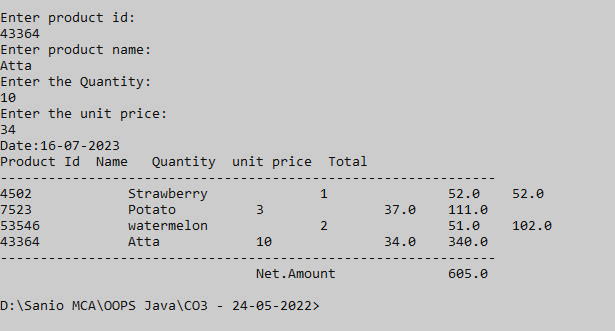 Enter product id:
43364
Enter product name:
Atta
Enter the Quantity:
10
Enter the unit price:
34
Date:16-07-2023
Product Id  Name   Quantity  unit price  Total
--------------------------------------------------------------
4502            Strawberry              1               52.0    52.0
7523            Potato          3               37.0    111.0
53546           watermelon              2               51.0    102.0
43364           Atta            10              34.0    340.0
--------------------------------------------------------------
                                Net.Amount              605.0
D:\Sanio MCA\OOPS Java\CO3 - 24-05-2022>